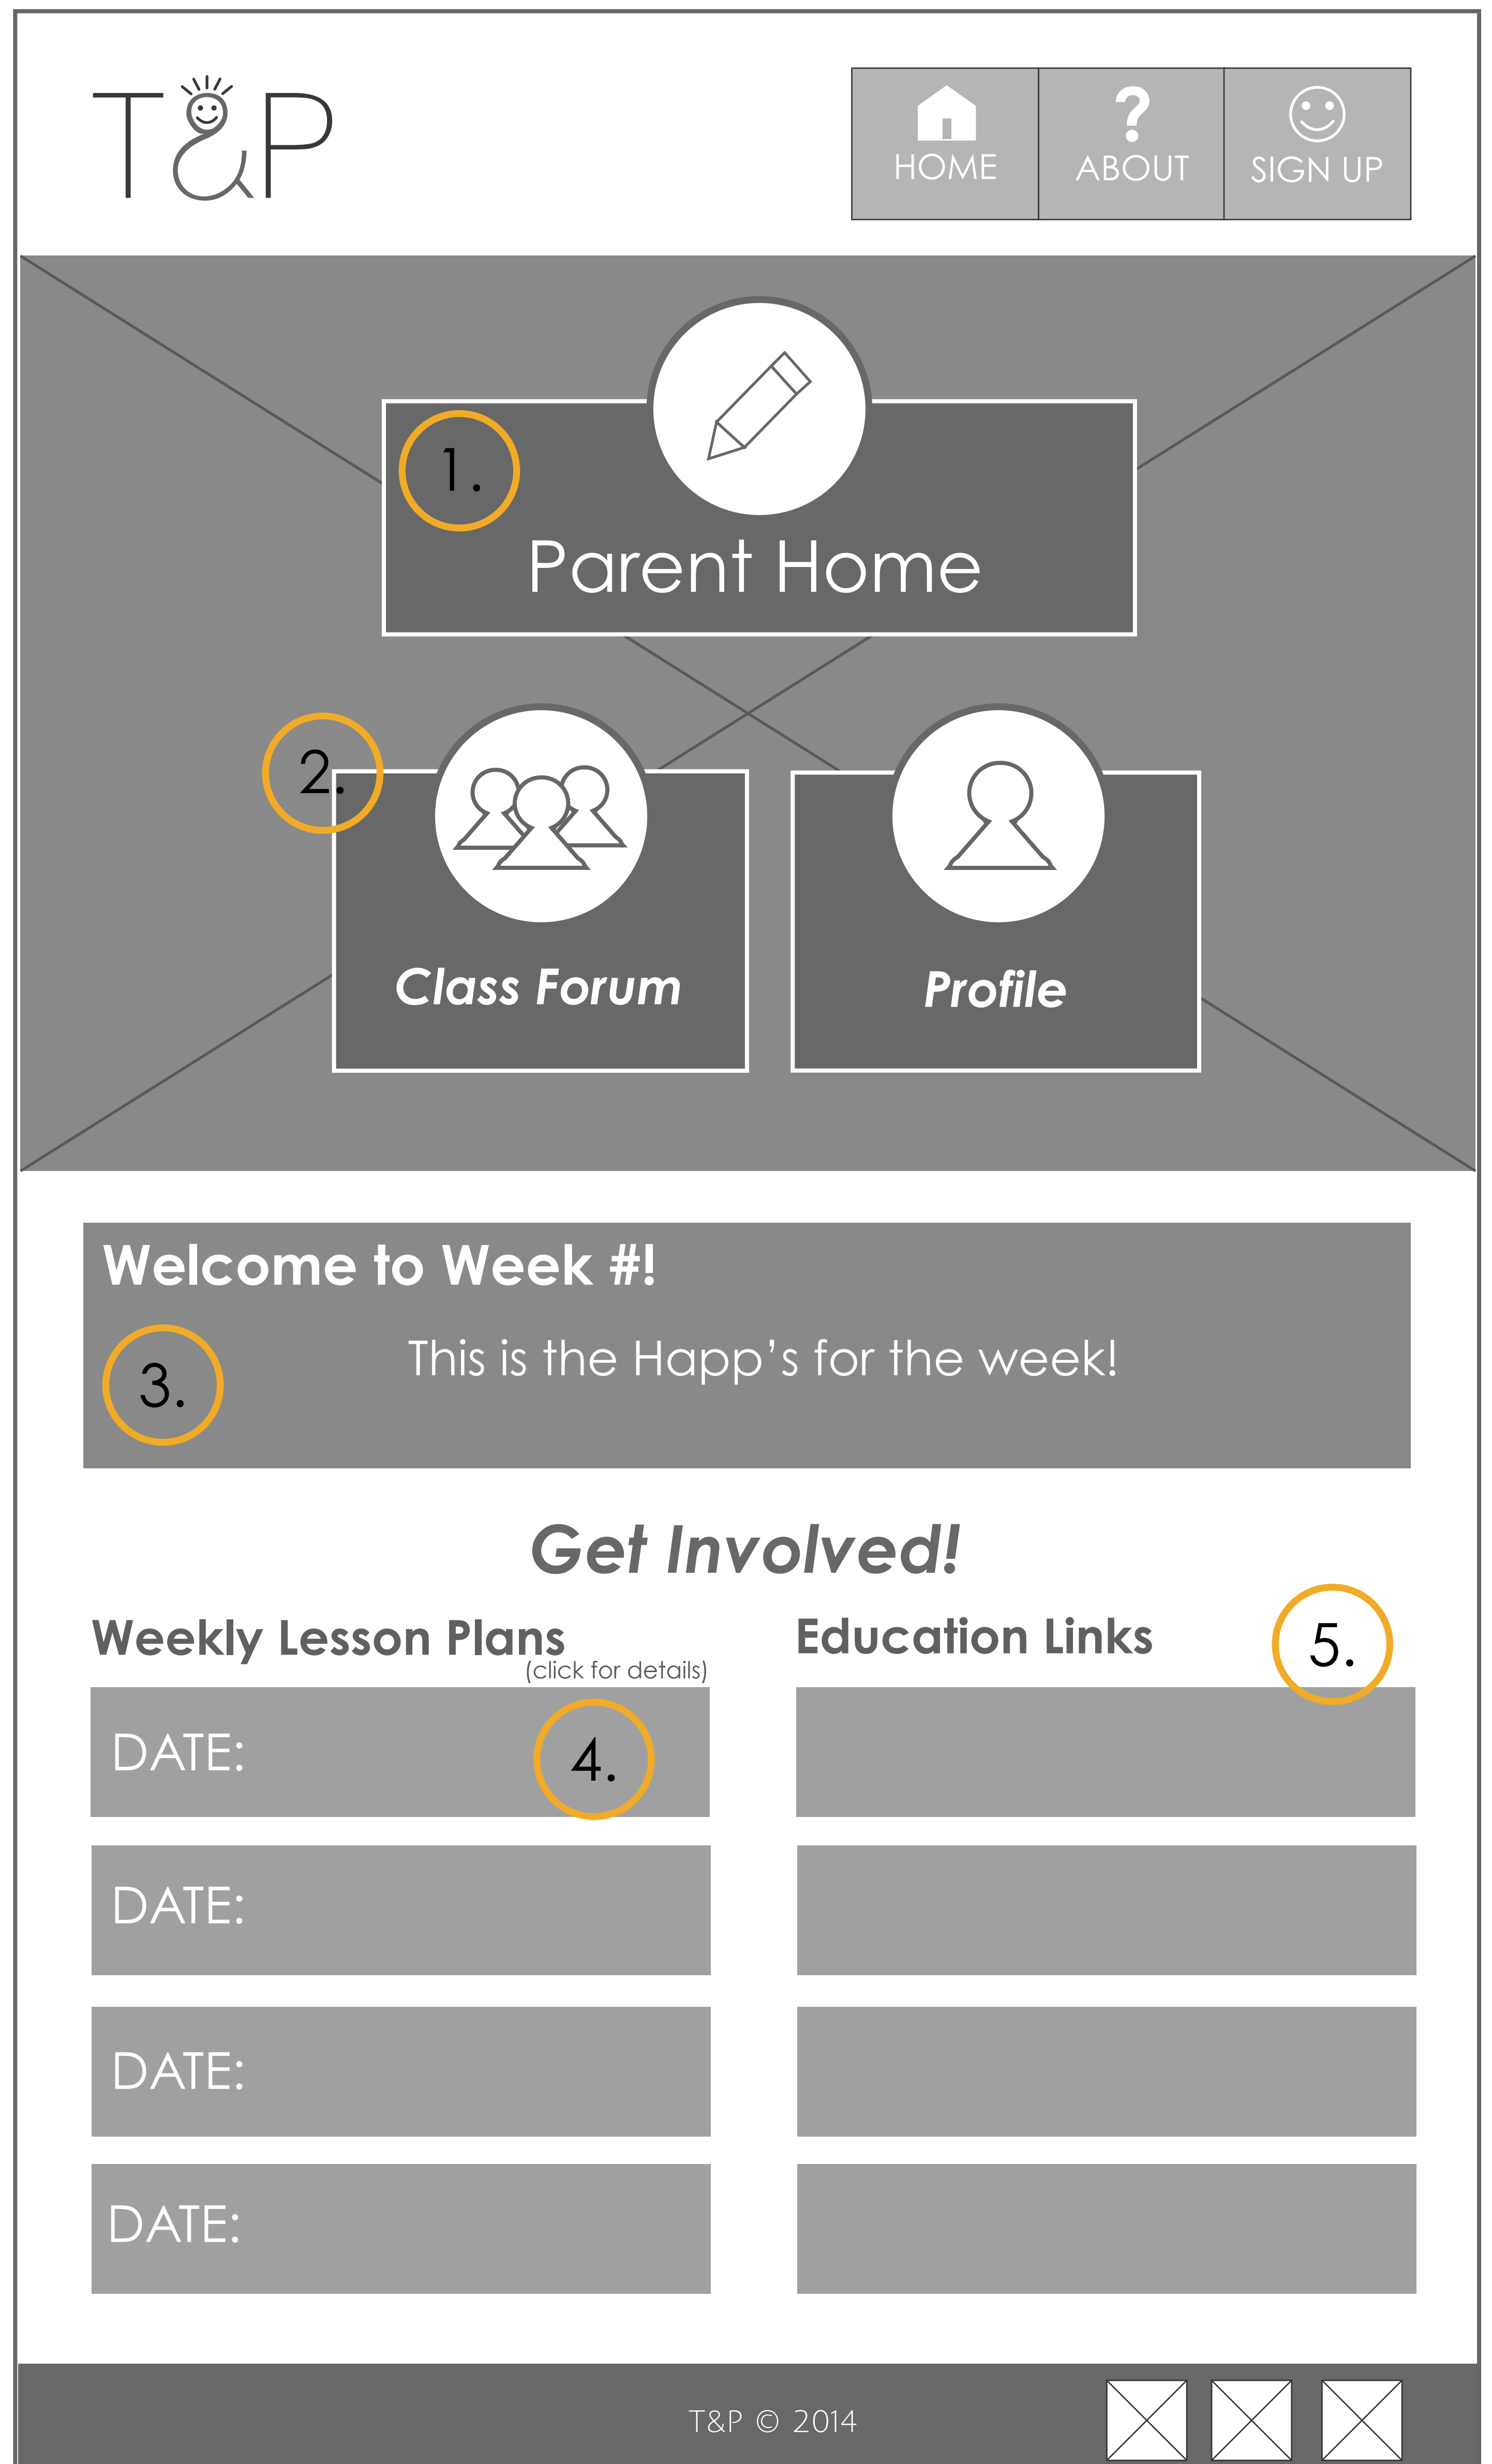 T&P
HOME
ABOUT
SIGN UP
1.
Parent Home
2.
Class Forum
Profile
Welcome to Week #!
3.
This is the Happ's for the week!
Get Involved!
Weekly Lesson Plans
(click for details)
Education Links
5.
DATE:
4.
DATE:
DATE:
DATE:
T&P © 2014